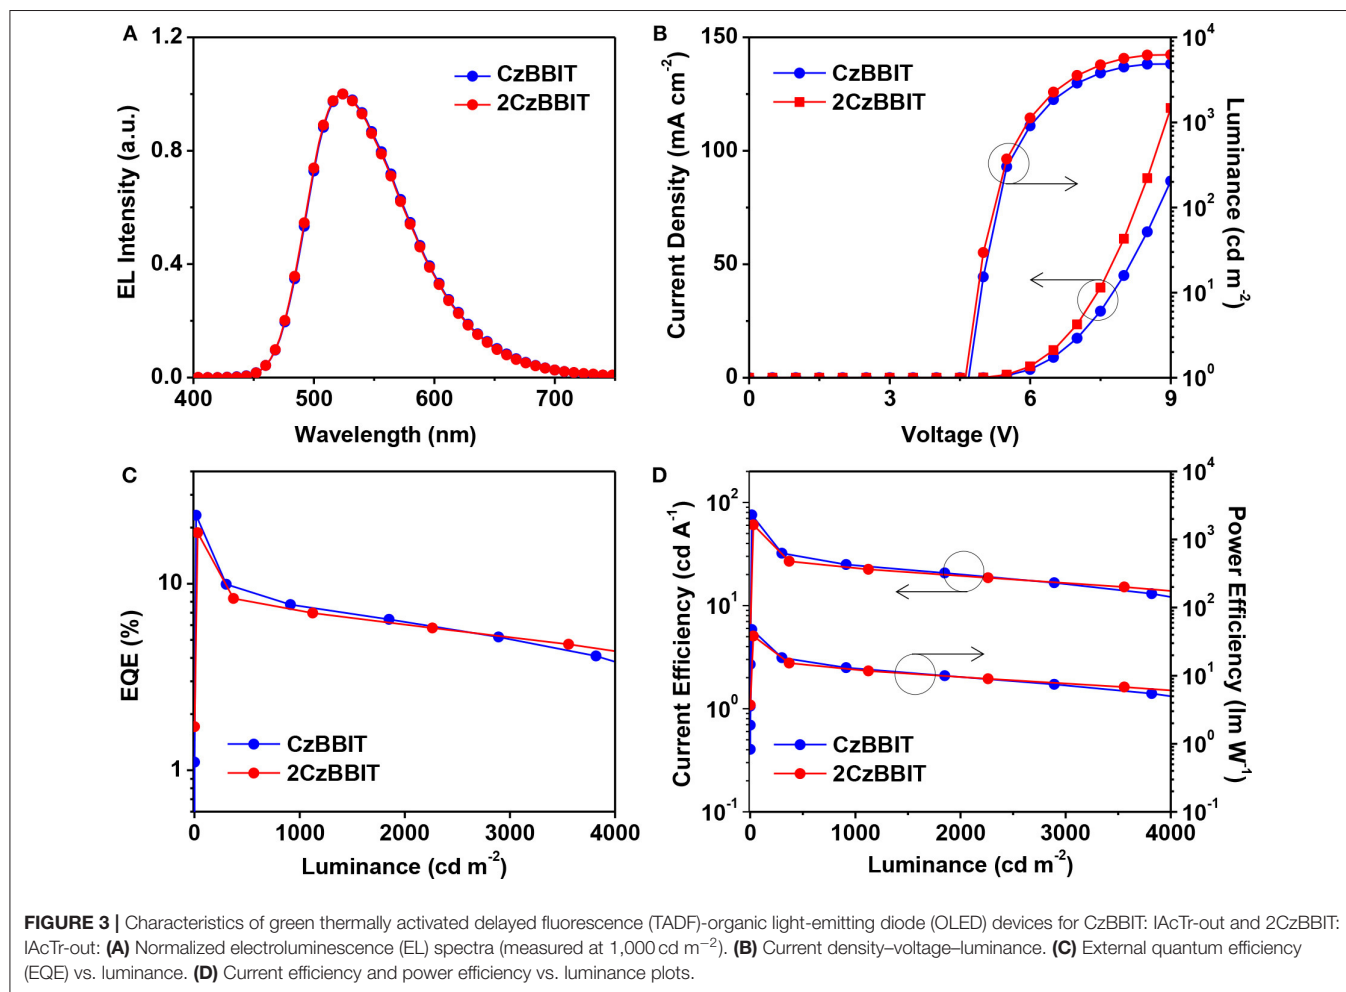 A
EL Intensity (a.u.)
1.2
1.0
0.8
0.4
0.2
0.0
CzBBIT
2CzBBIT
400
500
600
700
Wavelength (nm)
B
Current Density (mA cm-2)
150
100
50
0
CzBBIT
2CzBBIT
10^4
10^3
10^2
10^1
10^0
Luminance (cd m-2)
0
3
6
9
Voltage (V)
C
EQE (%)
10
1
CzBBIT
2CzBBIT
0
1000
2000
3000
4000
Luminance (cd m-2)
D
Current Efficiency (cd A-1)
10^2
10^1
10^0
10^-1
CzBBIT
2CzBBIT
10^4
10^3
10^2
10^1
10^0
10^-1
Power Efficiency (lm W-1)
0
1000
2000
3000
4000
Luminance (cd m-2)
FIGURE 3 | Characteristics of green thermally activated delayed fluorescence (TADF)-organic light-emitting diode (OLED) devices for CzBBIT: IAcTr-out and 2CzBBIT:
IAcTr-out: (A) Normalized electroluminescence (EL) spectra (measured at 1,000 cd m−2). (B) Current density–voltage–luminance. (C) External quantum efficiency
(EQE) vs. luminance. (D) Current efficiency and power efficiency vs. luminance plots.